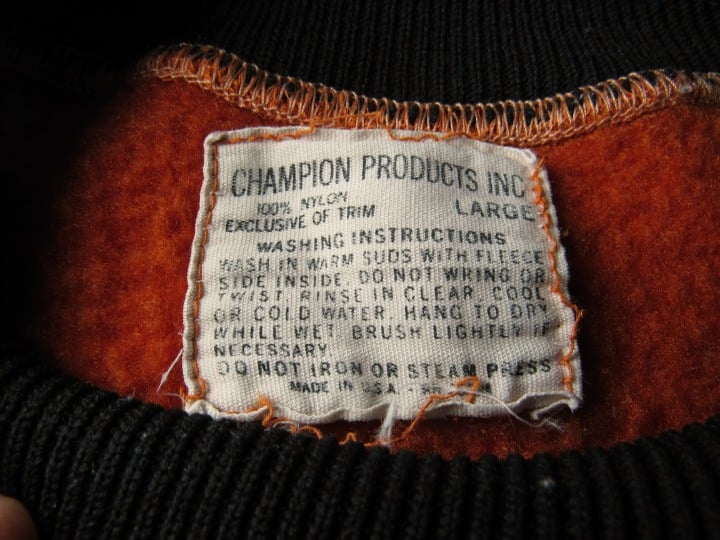 CHAMPION PRODUCTS INC
100% NYLON
EXCLUSIVE OF TRIM LARGE
WASHING INSTRUCTIONS
WASH IN WARM SUDS WITH FLEECE
SIDE INSIDE. DO NOT WRING OR
TWIST. RINSE IN CLEAR, COOL
OR COLD WATER. HANG TO DRY.
WHILE WET, BRUSH LIGHTLY IF
NECESSARY
DO NOT IRON OR STEAM PRESS
MADE IN U.S.A. -